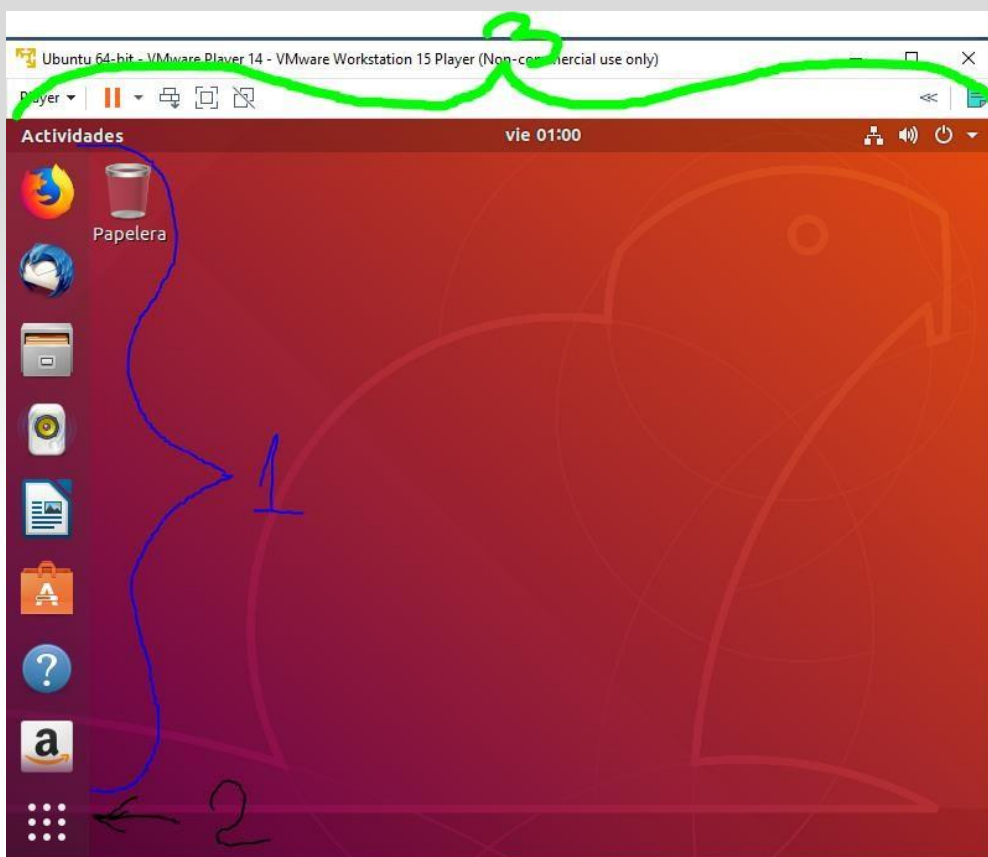 3
Ubuntu 64-bit - VMware Player 14 - VMware Workstation 15 Player (Non-commercial use only)
Player
Actividades vie 01:00
Papelera
1
a
2